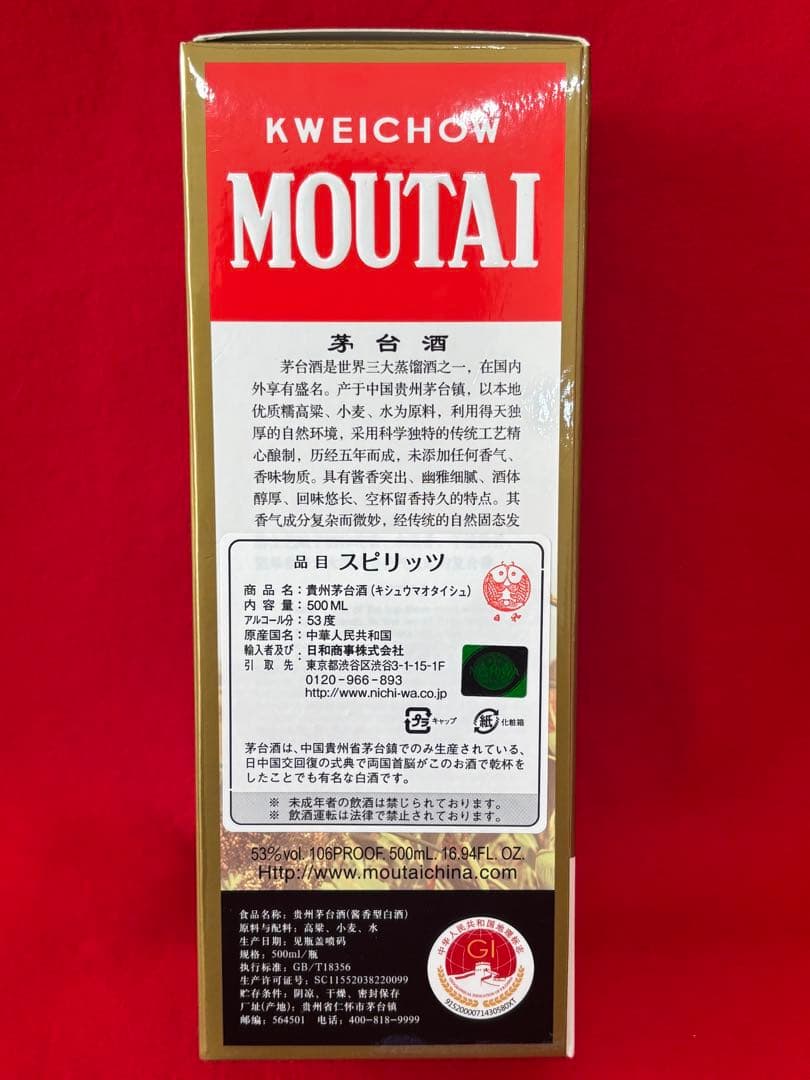 KWEICHOW
MOUTAI
茅台酒
茅台酒是世界三大蒸馏酒之一，在国内
外享有盛名。产于中国贵州茅台镇，以本地
优质糯高粱、小麦、水为原料，利用得天独
厚的自然环境，采用科学独特的传统工艺精
心酿制，历经五年而成，未添加任何香气、
香味物质。具有酱香突出、幽雅细腻、酒体
醇厚、回味悠长、空杯留香持久的特点。其
香气成分复杂而微妙，经传统的自然固态发
品目 スピリッツ
商品名：貴州茅台酒(キシュウマオタイシュ)
内容量：500ML
アルコール分：53度
原産国名：中華人民共和国
輸入者及び：日和商事株式会社
引取先 東京都渋谷区渋谷3-1-15-1F
0120-966-893
http://www.nichi-wa.co.jp
日和
プラ キャップ 紙 化粧箱
茅台酒は、中国貴州省茅台鎮でのみ生産されている、
日中国交回復の式典で両国首脳がこのお酒で乾杯を
したことでも有名な白酒です。
※ 未成年者の飲酒は禁じられております。
※ 飲酒運転は法律で禁止されております。
53%vol. 106PROOF. 500mL. 16.94FL. OZ.
Http://www.moutaichina.com
食品名称：贵州茅台酒(酱香型白酒)
原料与配料：高粱、小麦、水
生产日期：见瓶盖喷码
规格：500ml/瓶
执行标准：GB/T18356
生产许可证号：SC11552038220099
贮存条件：阴凉、干燥、密封保存
厂址(产地)：贵州省仁怀市茅台镇
邮编：564501 电话：400-818-9999
中华人民共和国地理标志
GI
91520000714305B0XT